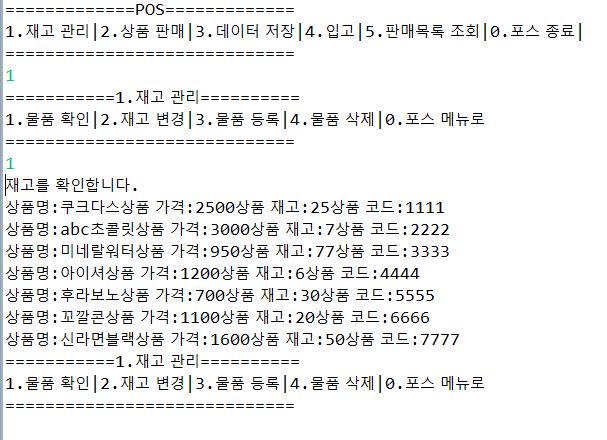 =============POS=============
1.재고 관리|2.상품 판매|3.데이터 저장|4.입고|5.판매목록 조회|0.포스 종료|
=============================
1
===========1.재고 관리==========
1.물품 확인|2.재고 변경|3.물품 등록|4.물품 삭제|0.포스 메뉴로
=============================
1
재고를 확인합니다.
상품명:쿠크다스상품 가격:2500상품 재고:25상품 코드:1111
상품명:abc초콜릿상품 가격:3000상품 재고:7상품 코드:2222
상품명:미네랄워터상품 가격:950상품 재고:77상품 코드:3333
상품명:아이셔상품 가격:1200상품 재고:6상품 코드:4444
상품명:후라보노상품 가격:700상품 재고:30상품 코드:5555
상품명:꼬깔콘상품 가격:1100상품 재고:20상품 코드:6666
상품명:신라면블랙상품 가격:1600상품 재고:50상품 코드:7777
===========1.재고 관리==========
1.물품 확인|2.재고 변경|3.물품 등록|4.물품 삭제|0.포스 메뉴로
=============================